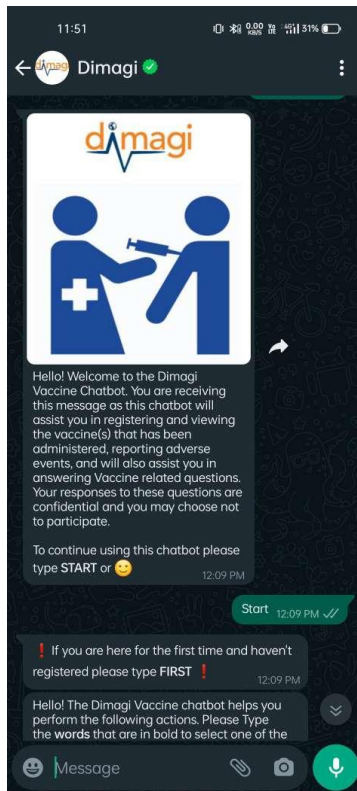 11:51
0.00 KB/S
Vo
4G
31%
dimagi
Dimagi
dimagi
Hello! Welcome to the Dimagi
Vaccine Chatbot. You are receiving
this message as this chatbot will
assist you in registering and viewing
the vaccine(s) that has been
administered, reporting adverse
events, and will also assist you in
answering Vaccine related questions.
Your responses to these questions are
confidential and you may choose not
to participate.
To continue using this chatbot please
type START or 🙂
12:09 PM
Start 12:09 PM
❗ If you are here for the first time and haven't
registered please type FIRST ❗
12:09 PM
Hello! The Dimagi Vaccine chatbot helps you
perform the following actions. Please Type
the words that are in bold to select one of the
Message